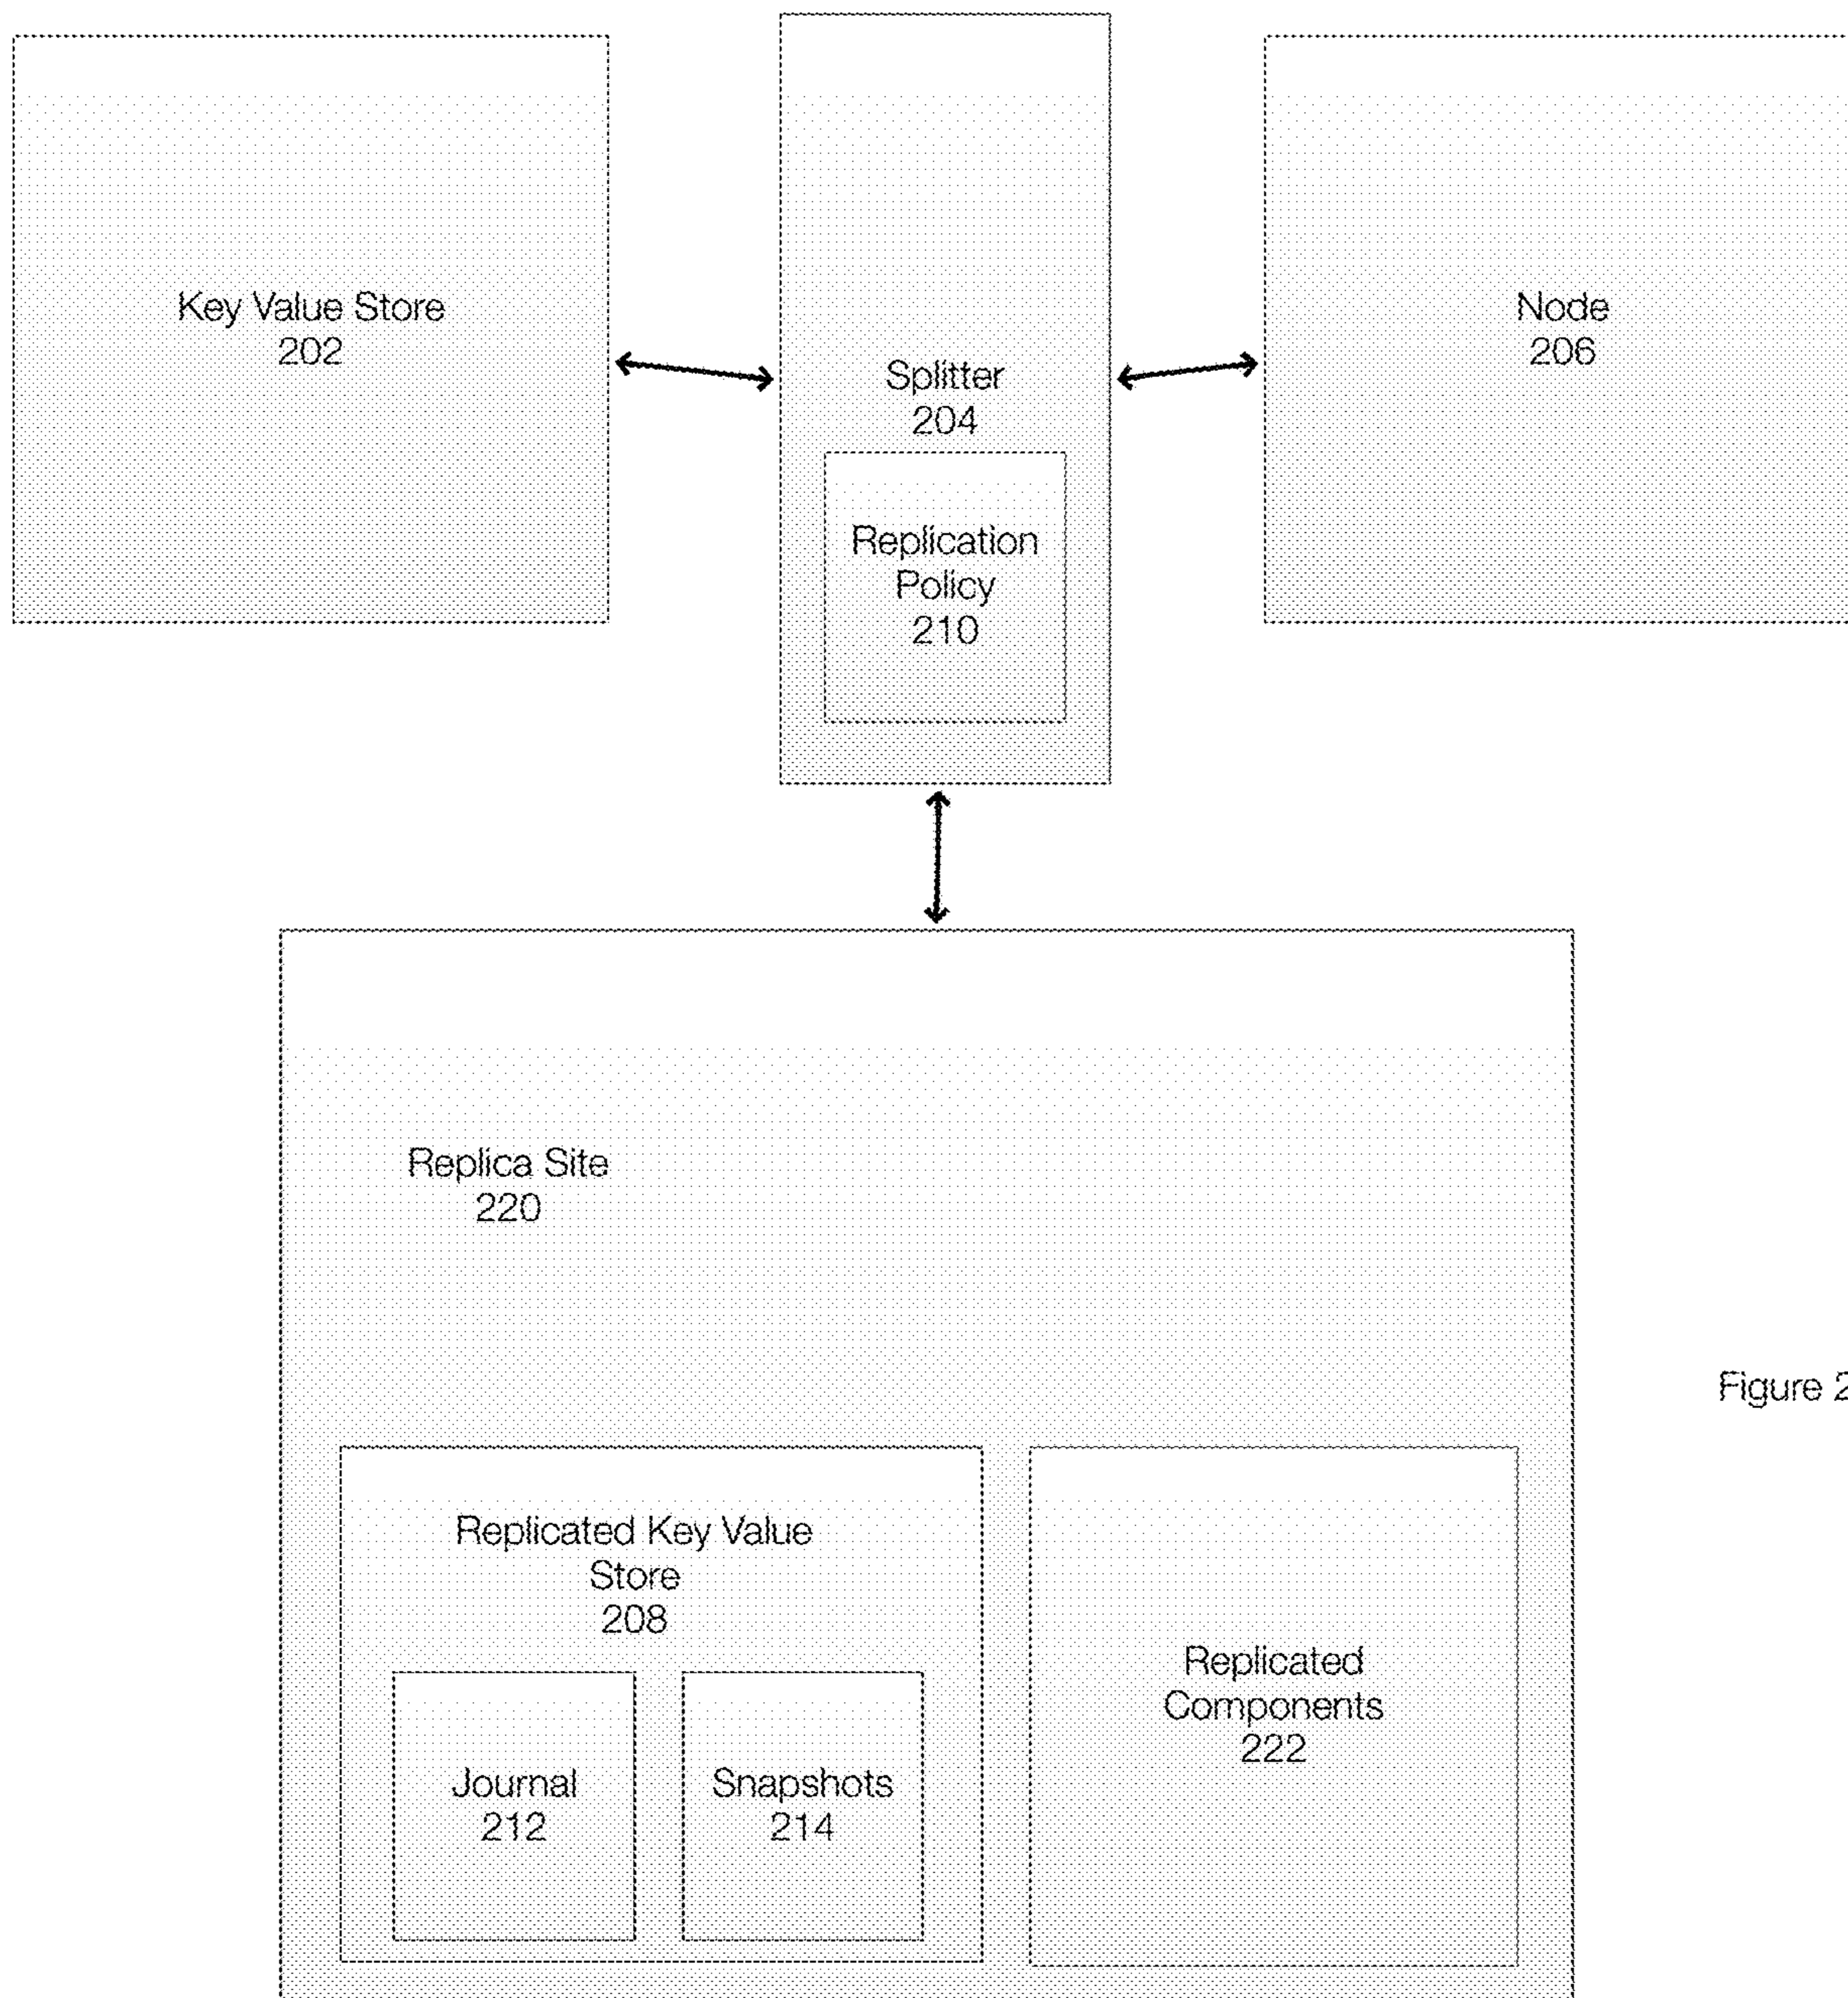 Key Value Store
202
Splitter
204
Replication
Policy
210
Node
206
Replica Site
220
Figure 2
Replicated Key Value
Store
208
Journal
212
Snapshots
214
Replicated
Components
222